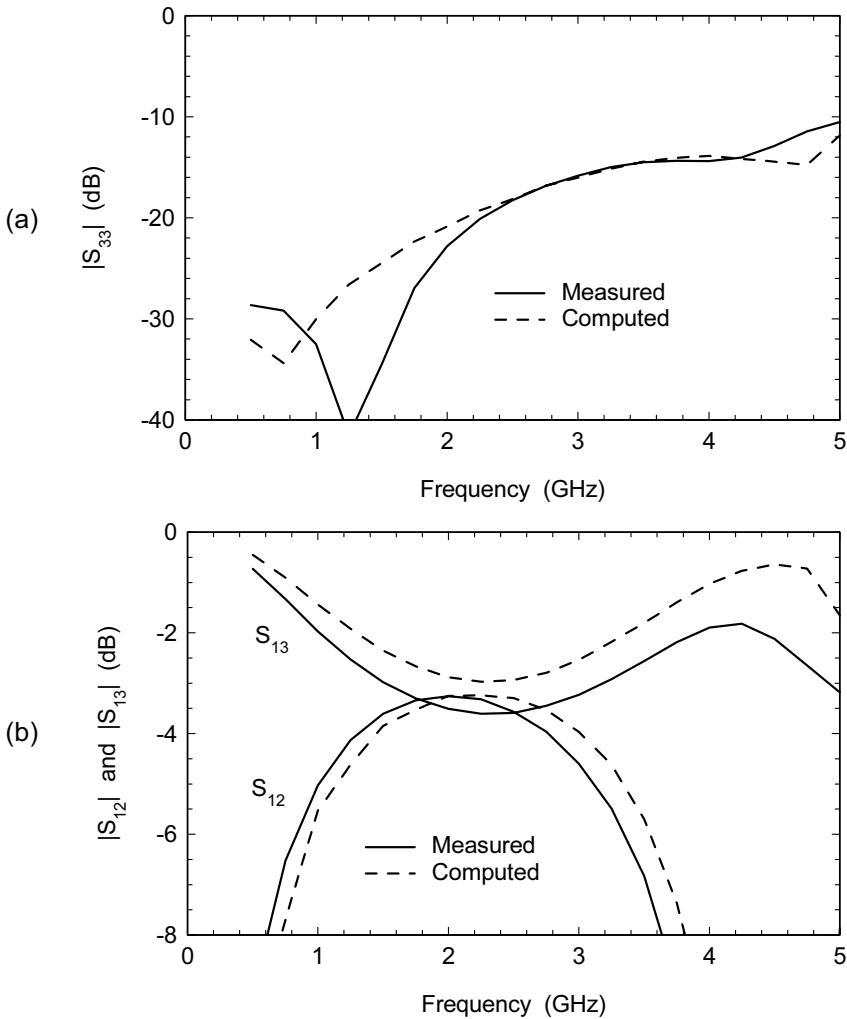 (a)
|S33| (dB)
0
-10
-20
-30
-40
Measured
Computed
0 1 2 3 4 5
Frequency (GHz)
(b)
|S12| and |S13| (dB)
0
-2
-4
-6
-8
S13
S12
Measured
Computed
0 1 2 3 4 5
Frequency (GHz)